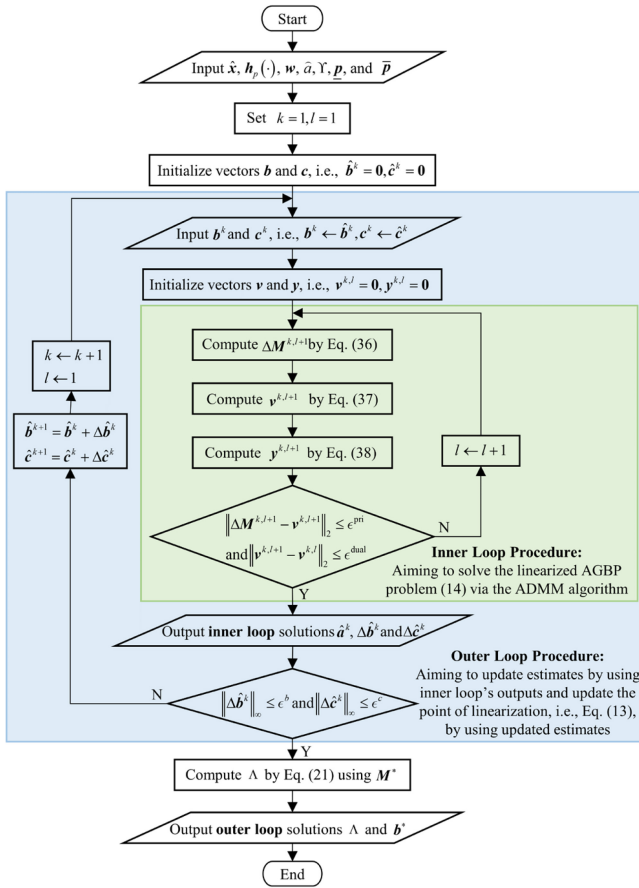 Start
Input x̂, h_p(·), w, â, ϒ, p̲, and p̅
Set k = 1, l = 1
Initialize vectors b and c, i.e., b̂^k = 0, ĉ^k = 0
Input b^k and c^k, i.e., b^k ← b̂^k, c^k ← ĉ^k
Initialize vectors v and y, i.e., v^{k,l} = 0, y^{k,l} = 0
Compute ΔM^{k,l+1} by Eq. (36)
Compute v^{k,l+1} by Eq. (37)
Compute y^{k,l+1} by Eq. (38)
‖ΔM^{k,l+1} − v^{k,l+1}‖₂ ≤ ϵ^pri
and ‖v^{k,l+1} − v^{k,l}‖₂ ≤ ϵ^dual
N
l ← l + 1
Y
Inner Loop Procedure:
Aiming to solve the linearized AGBP
problem (14) via the ADMM algorithm
Output inner loop solutions â^k, Δb̂^k and Δĉ^k
‖Δb̂^k‖∞ ≤ ϵ^b and ‖Δĉ^k‖∞ ≤ ϵ^c
N
b̂^{k+1} = b̂^k + Δb̂^k
ĉ^{k+1} = ĉ^k + Δĉ^k
k ← k + 1
l ← 1
Outer Loop Procedure:
Aiming to update estimates by using
inner loop's outputs and update the
point of linearization, i.e., Eq. (13),
by using updated estimates
Y
Compute Λ by Eq. (21) using M*
Output outer loop solutions Λ and b*
End